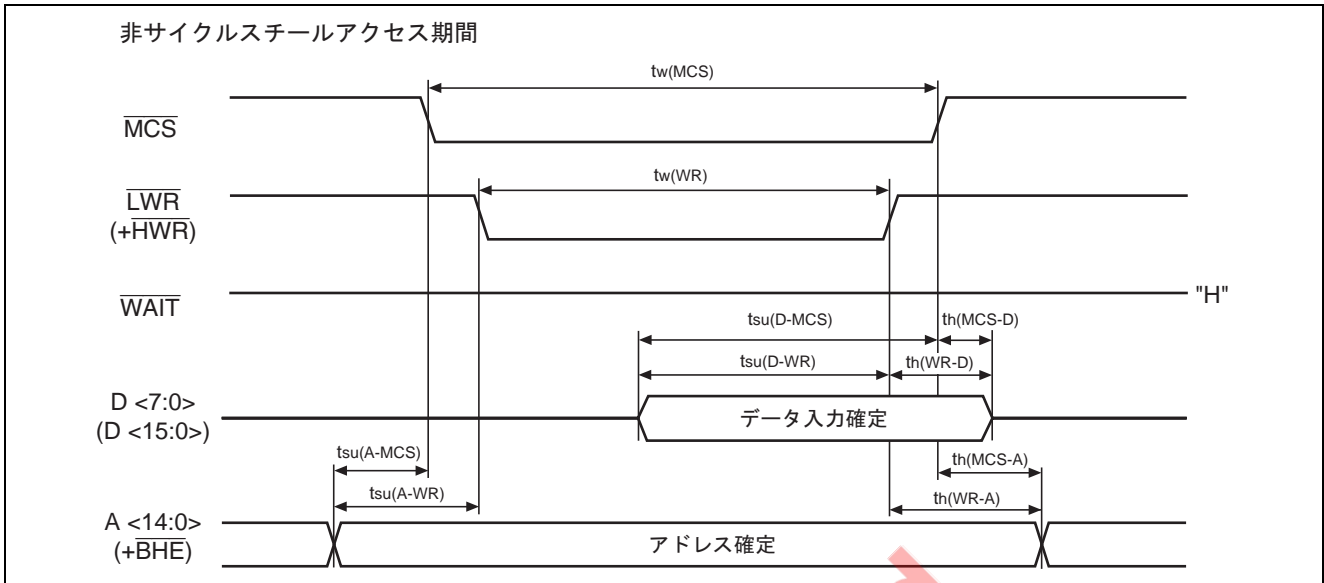 非サイクルスチールアクセス期間
tw(MCS)
MCS
tw(WR)
LWR
(+HWR)
WAIT
"H"
tsu(D-MCS)
th(MCS-D)
tsu(D-WR)
th(WR-D)
D <7:0>
(D <15:0>)
データ入力確定
tsu(A-MCS)
th(MCS-A)
tsu(A-WR)
th(WR-A)
A <14:0>
(+BHE)
アドレス確定